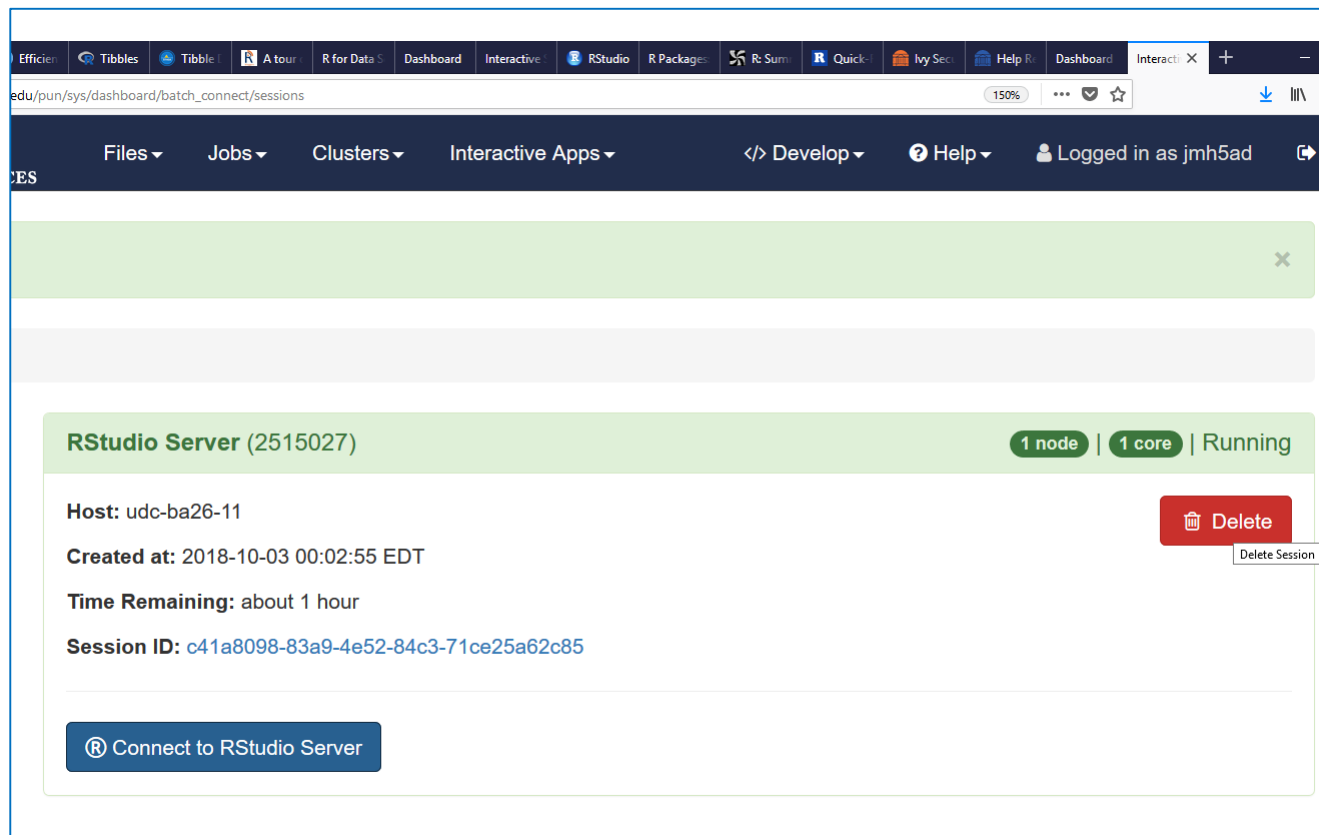 Efficien Tibbles Tibble A tour R for Data S Dashboard Interactive RStudio R Packages R: Sum Quick- Ivy Sec Help R Dashboard Interacti
edu/pun/sys/dashboard/batch_connect/sessions 150%
Files Jobs Clusters Interactive Apps </> Develop Help Logged in as jmh5ad
CES
×
RStudio Server (2515027) 1 node | 1 core | Running
Host: udc-ba26-11
Delete
Created at: 2018-10-03 00:02:55 EDT
Delete Session
Time Remaining: about 1 hour
Session ID: c41a8098-83a9-4e52-84c3-71ce25a62c85
® Connect to RStudio Server